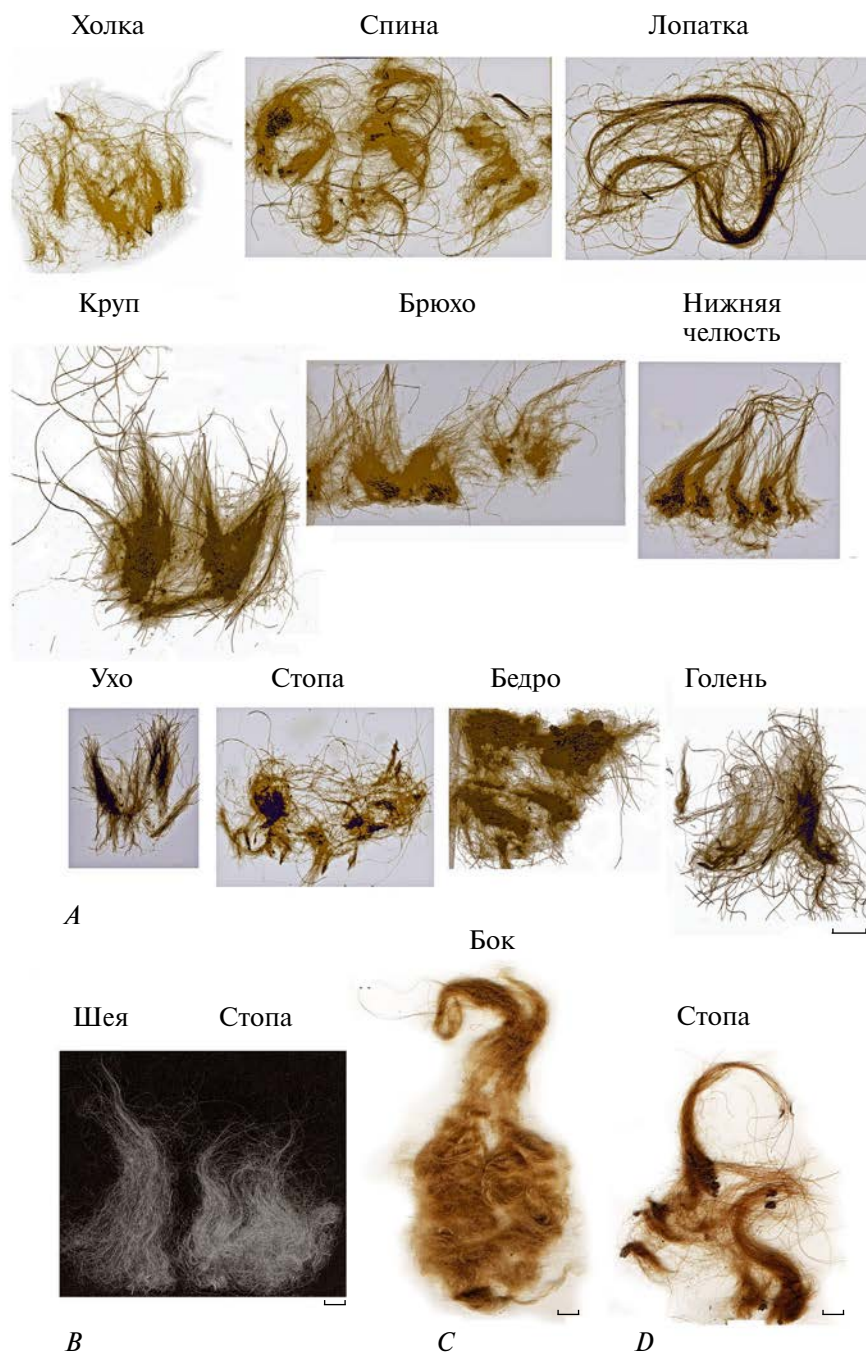 Холка Спина Лопатка
Круп Брюхо Нижняя
челюсть
Ухо Стопа Бедро Голень
A
Бок
Шея Стопа Стопа
B C D